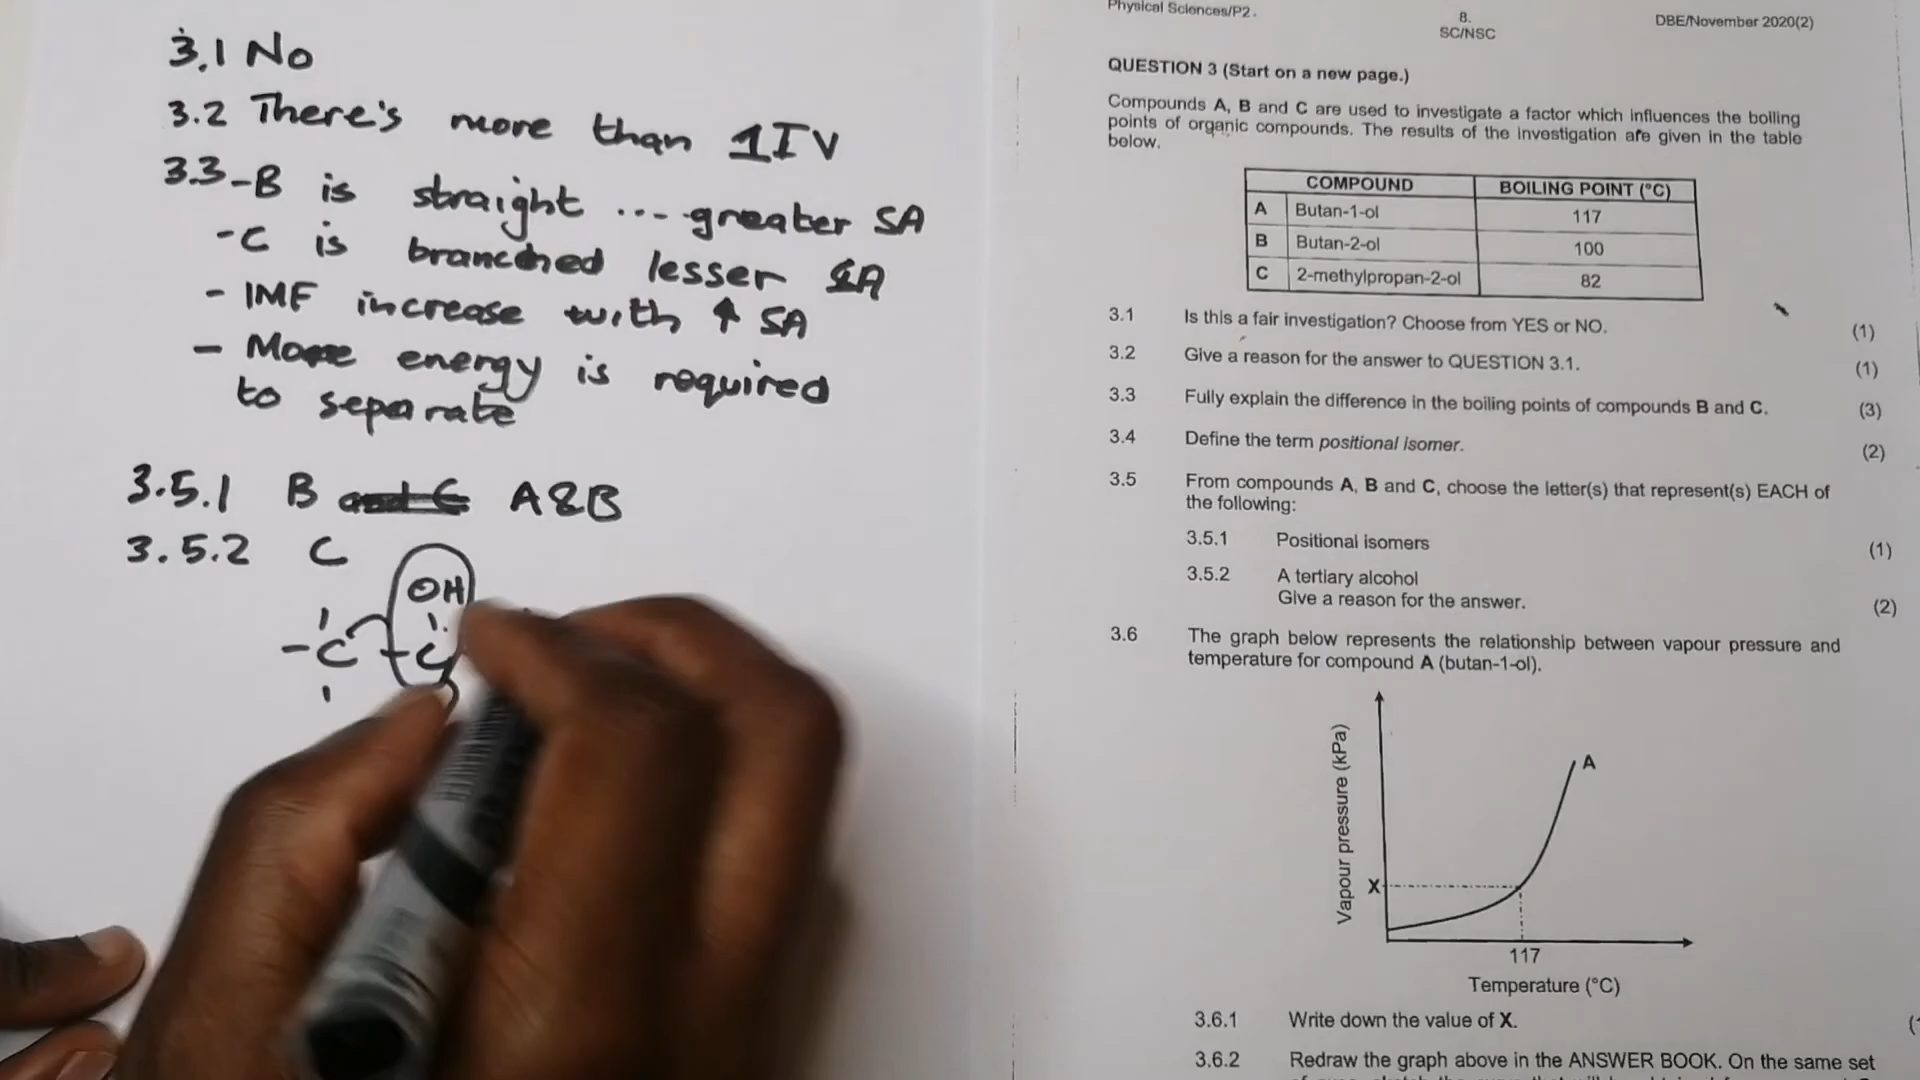 3.1 No
3.2 There's more than 1IV
3.3 - B is straight ... greater SA
- C is branched lesser SA
- IMF increase with ↑ SA
- More energy is required
to separate
3.5.1 B and C A&B
3.5.2 C
OH
- C - C
Physical Sciences/P2.
8.
SC/NSC
DBE/November 2020(2)
QUESTION 3 (Start on a new page.)
Compounds A, B and C are used to investigate a factor which influences the boiling
points of organic compounds. The results of the investigation are given in the table
below.
COMPOUND BOILING POINT (°C)
A Butan-1-ol 117
B Butan-2-ol 100
C 2-methylpropan-2-ol 82
3.1 Is this a fair investigation? Choose from YES or NO. (1)
3.2 Give a reason for the answer to QUESTION 3.1. (1)
3.3 Fully explain the difference in the boiling points of compounds B and C. (3)
3.4 Define the term positional isomer. (2)
3.5 From compounds A, B and C, choose the letter(s) that represent(s) EACH of
the following:
3.5.1 Positional isomers (1)
3.5.2 A tertiary alcohol
Give a reason for the answer. (2)
3.6 The graph below represents the relationship between vapour pressure and
temperature for compound A (butan-1-ol).
Vapour pressure (kPa)
A
X
117
Temperature (°C)
3.6.1 Write down the value of X.
3.6.2 Redraw the graph above in the ANSWER BOOK. On the same set